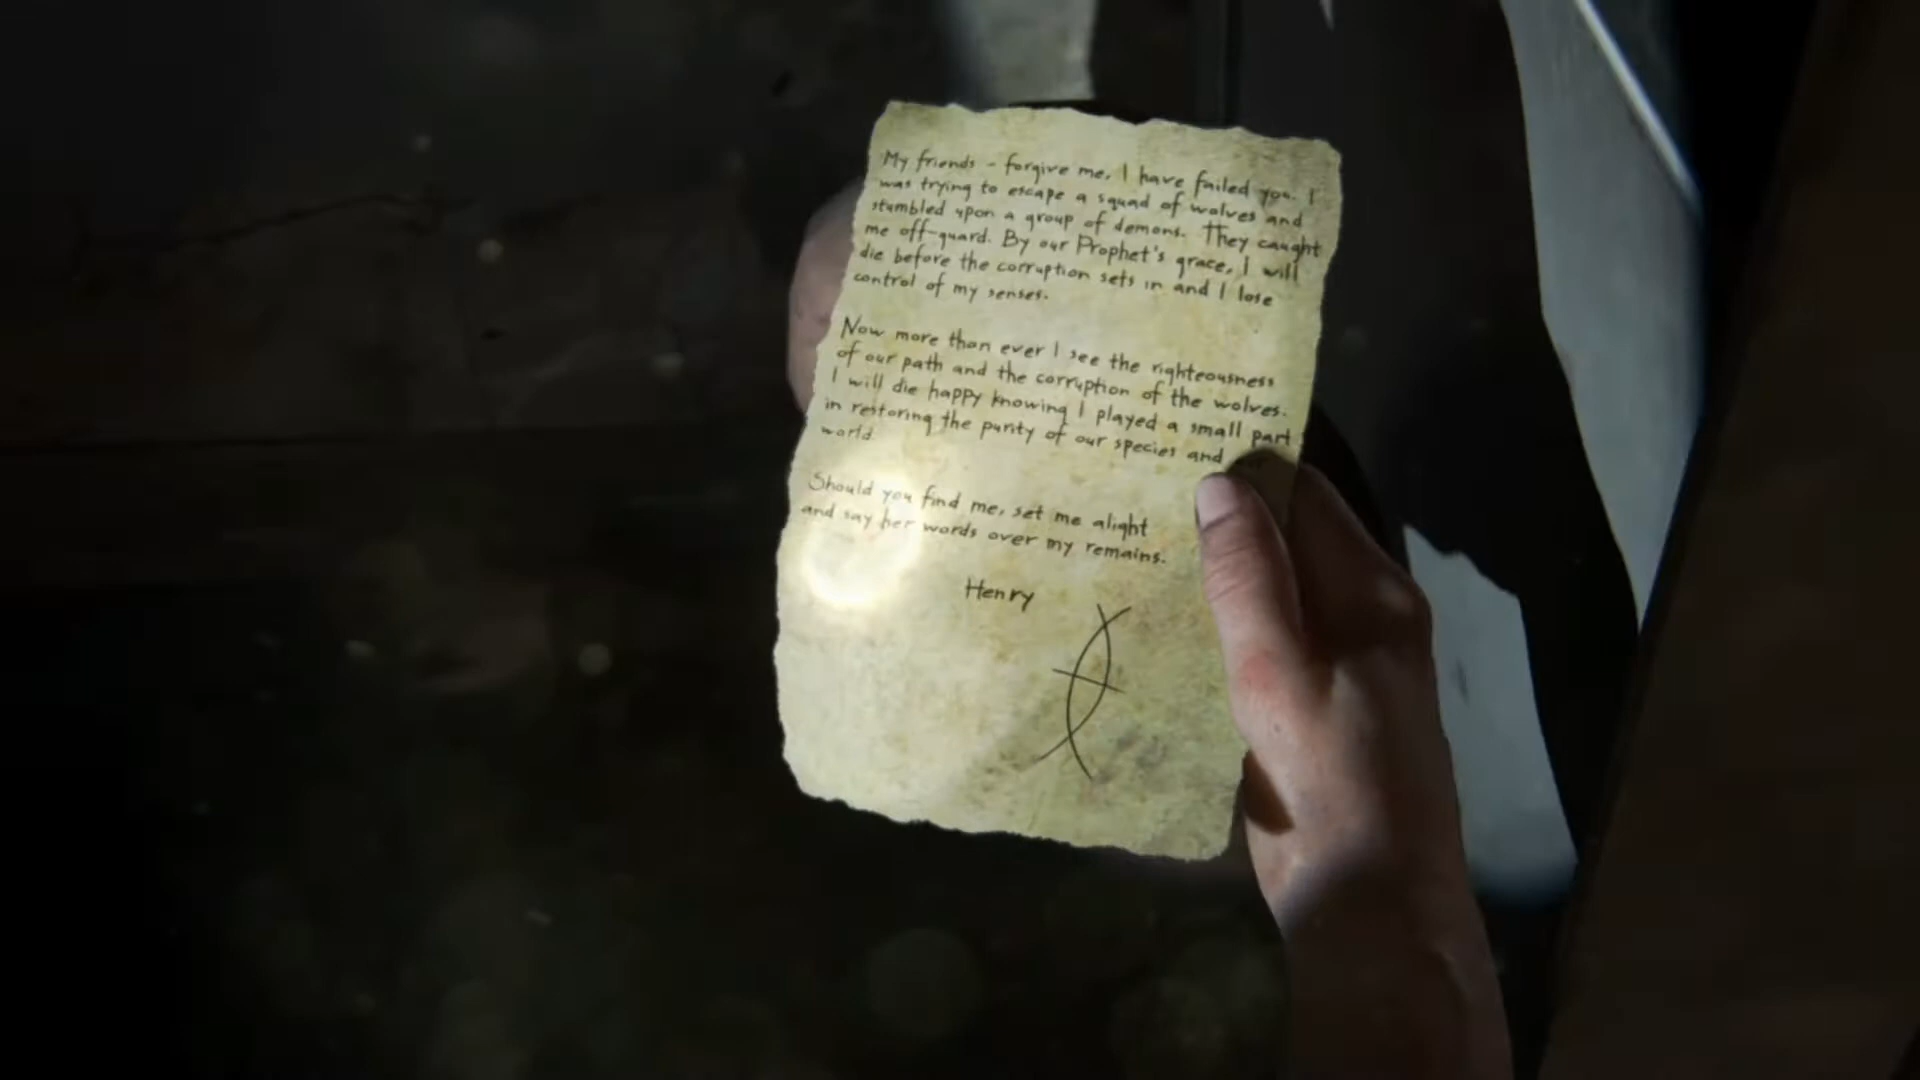 My friends - forgive me, I have failed you. I
was trying to escape a squad of wolves and
stumbled upon a group of demons. They caught
me off-guard. By our Prophet's grace, I will
die before the corruption sets in and I lose
control of my senses.
Now more than ever I see the righteousness
of our path and the corruption of the wolves.
I will die happy knowing I played a small part
in restoring the purity of our species and
world.
Should you find me, set me alight
and say her words over my remains.
Henry